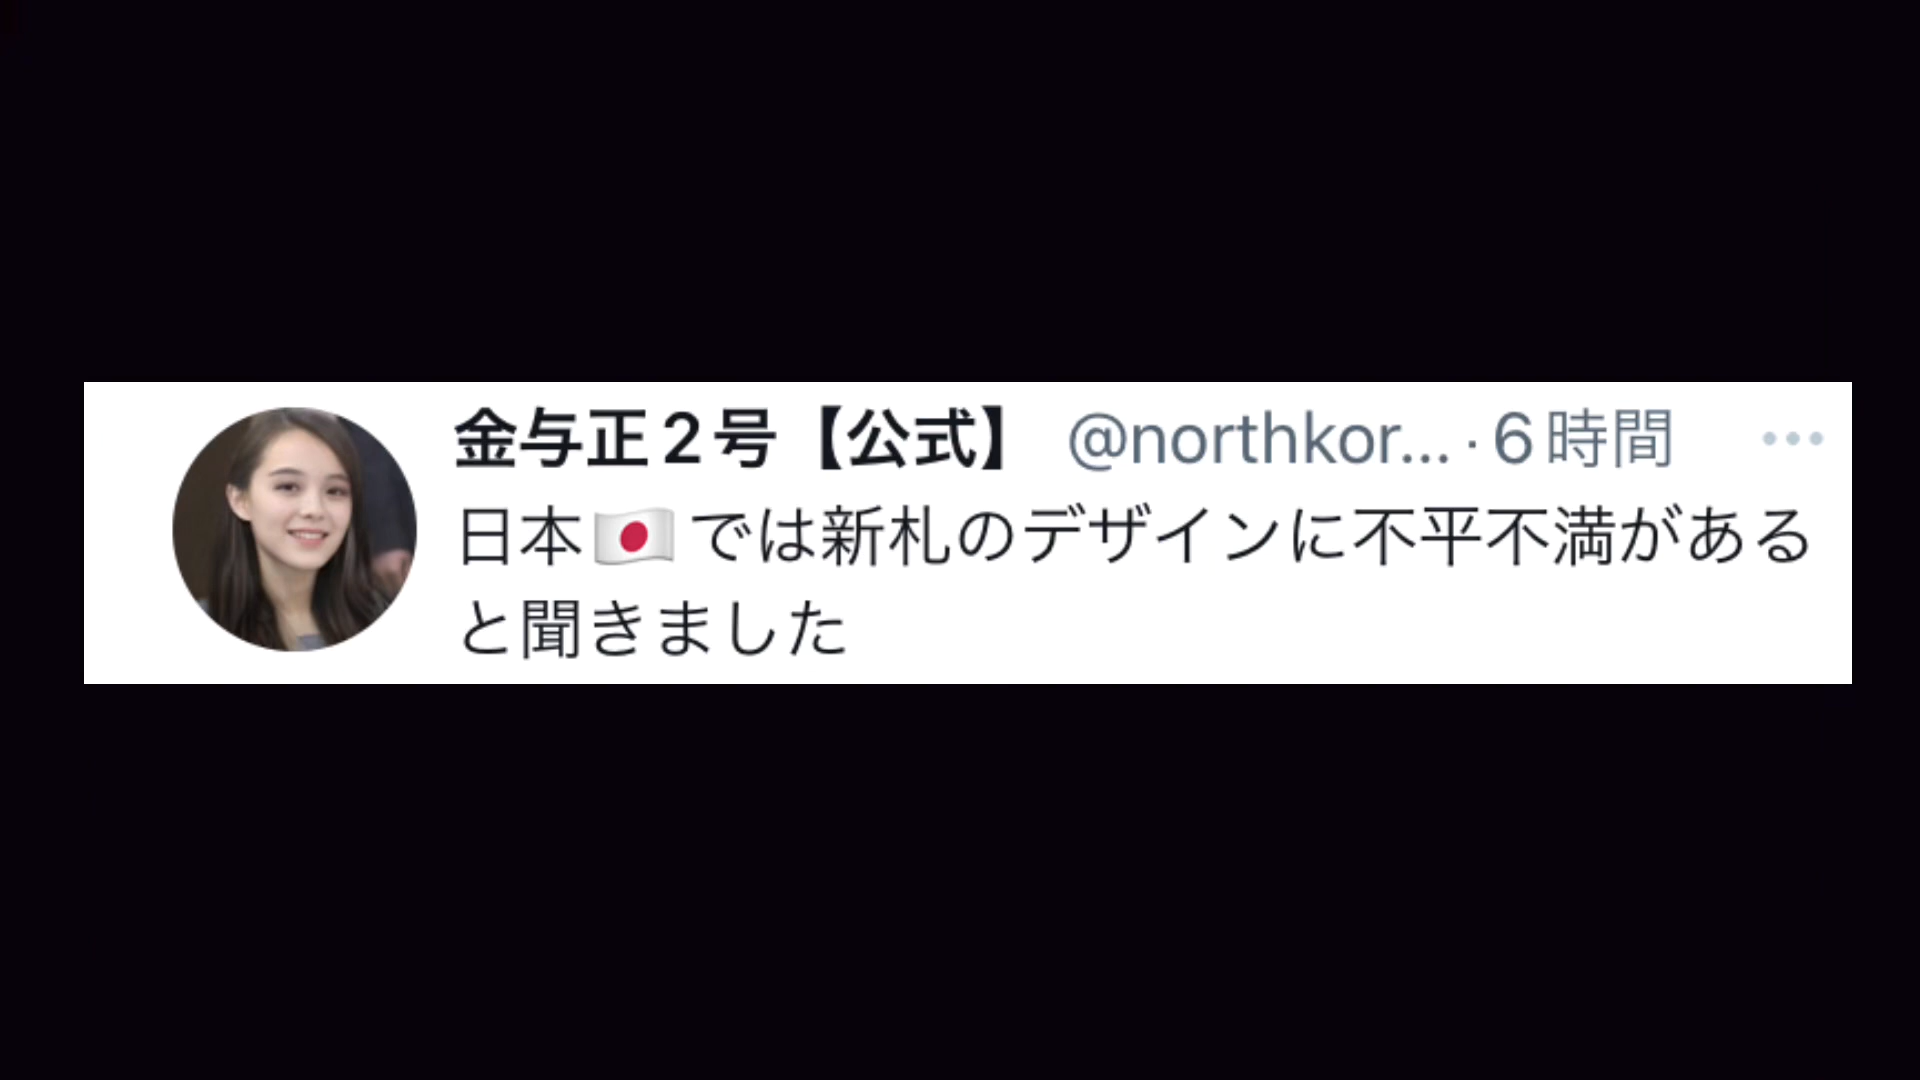 金与正2号【公式】 @northkor... · 6時間
日本🇯🇵では新札のデザインに不平不満がある
と聞きました